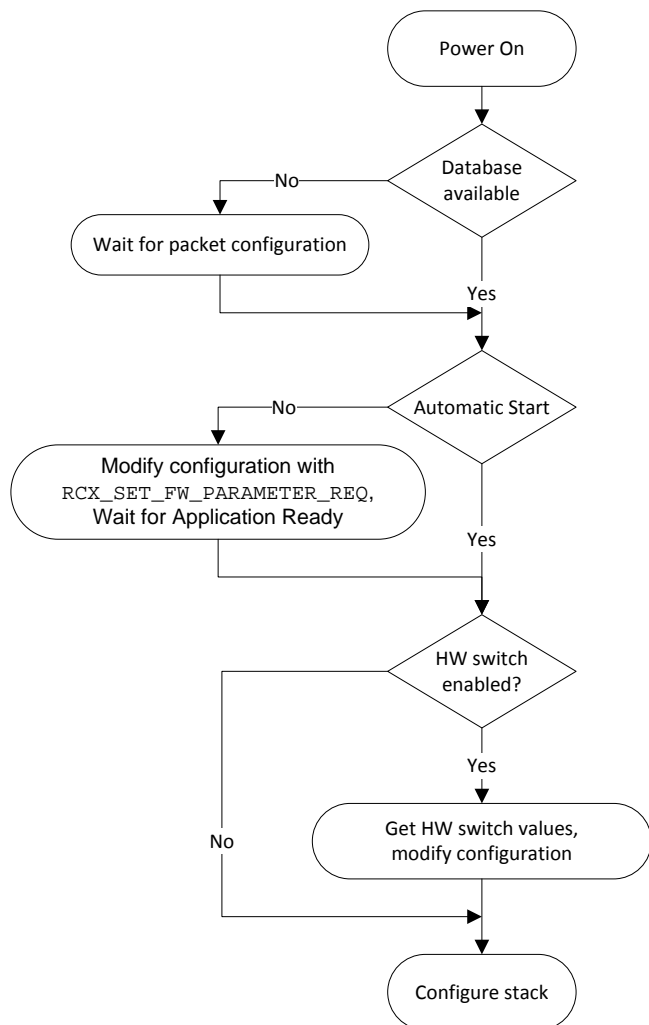 Power On
Database
available
No
Wait for packet configuration
Yes
Automatic Start
No
Modify configuration with
RCX_SET_FW_PARAMETER_REQ,
Wait for Application Ready
Yes
HW switch
enabled?
Yes
Get HW switch values,
modify configuration
No
Configure stack